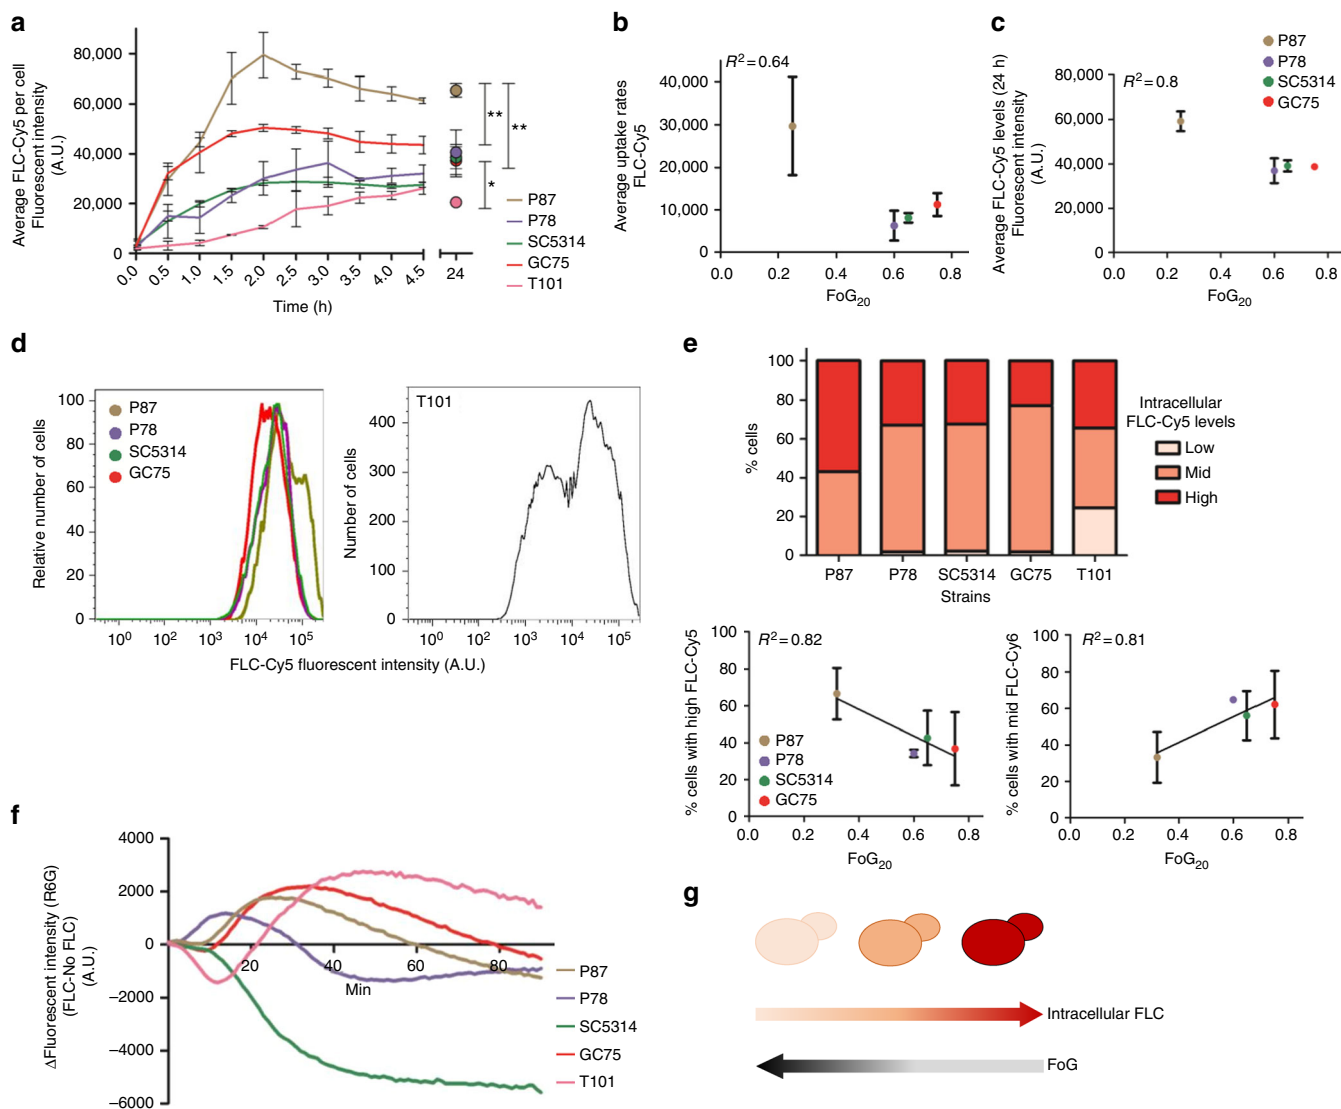 a
Average FLC-Cy5 per cell
Fluorescent intensity
(A.U.)
80,000
60,000
40,000
20,000
0
0.0
0.5
1.0
1.5
2.0
2.5
3.0
3.5
4.0
4.5
24
Time (h)
**
**
*
P87
P78
SC5314
GC75
T101
b
Average uptake rates
FLC-Cy5
R²=0.64
40,000
30,000
20,000
10,000
0
0.0 0.2 0.4 0.6 0.8
FoG20
c
Average FLC-Cy5 levels (24 h)
Fluorescent intensity
(A.U.)
R²=0.8
80,000
60,000
40,000
20,000
0
0.0 0.2 0.4 0.6 0.8
FoG20
P87
P78
SC5314
GC75
d
Relative number of cells
100
80
60
40
20
0
P87
P78
SC5314
GC75
10⁰ 10² 10³ 10⁴ 10⁵
T101
Number of cells
400
300
200
100
0
10⁰ 10² 10³ 10⁴ 10⁵
FLC-Cy5 fluorescent intensity (A.U.)
e
% cells
100
80
60
40
20
0
P87 P78 SC5314 GC75 T101
Strains
Intracellular
FLC-Cy5 levels
Low
Mid
High
% cells with high FLC-Cy5
R²=0.82
100
80
60
40
20
0
P87
P78
SC5314
GC75
0.0 0.2 0.4 0.6 0.8
FoG20
% cells with mid FLC-Cy6
R²=0.81
100
80
60
40
20
0
0.0 0.2 0.4 0.6 0.8
FoG20
f
ΔFluorescent intensity (R6G)
(FLC-No FLC)
(A.U.)
4000
2000
0
−2000
−4000
−6000
20 40 60 80
Min
P87
P78
SC5314
GC75
T101
g
Intracellular FLC
FoG